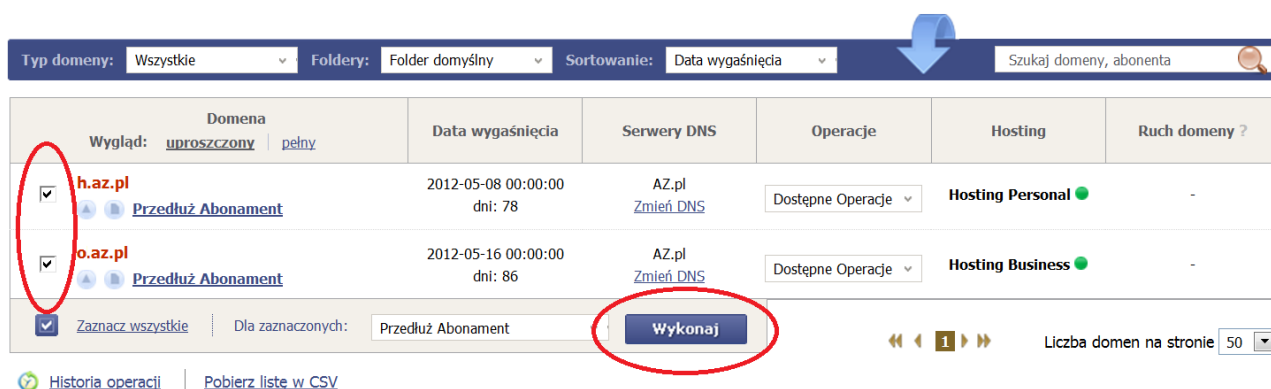 Typ domeny: Wszystkie Foldery: Folder domyślny Sortowanie: Data wygaśnięcia Szukaj domeny, abonenta
Domena Data wygaśnięcia Serwery DNS Operacje Hosting Ruch domeny ?
Wygląd: uproszczony | pełny
h.az.pl 2012-05-08 00:00:00 AZ.pl Dostępne Operacje Hosting Personal -
Przedłuż Abonament dni: 78 Zmień DNS
o.az.pl 2012-05-16 00:00:00 AZ.pl Dostępne Operacje Hosting Business -
Przedłuż Abonament dni: 86 Zmień DNS
Zaznacz wszystkie Dla zaznaczonych: Przedłuż Abonament Wykonaj 1 Liczba domen na stronie 50
Historia operacji | Pobierz listę w CSV